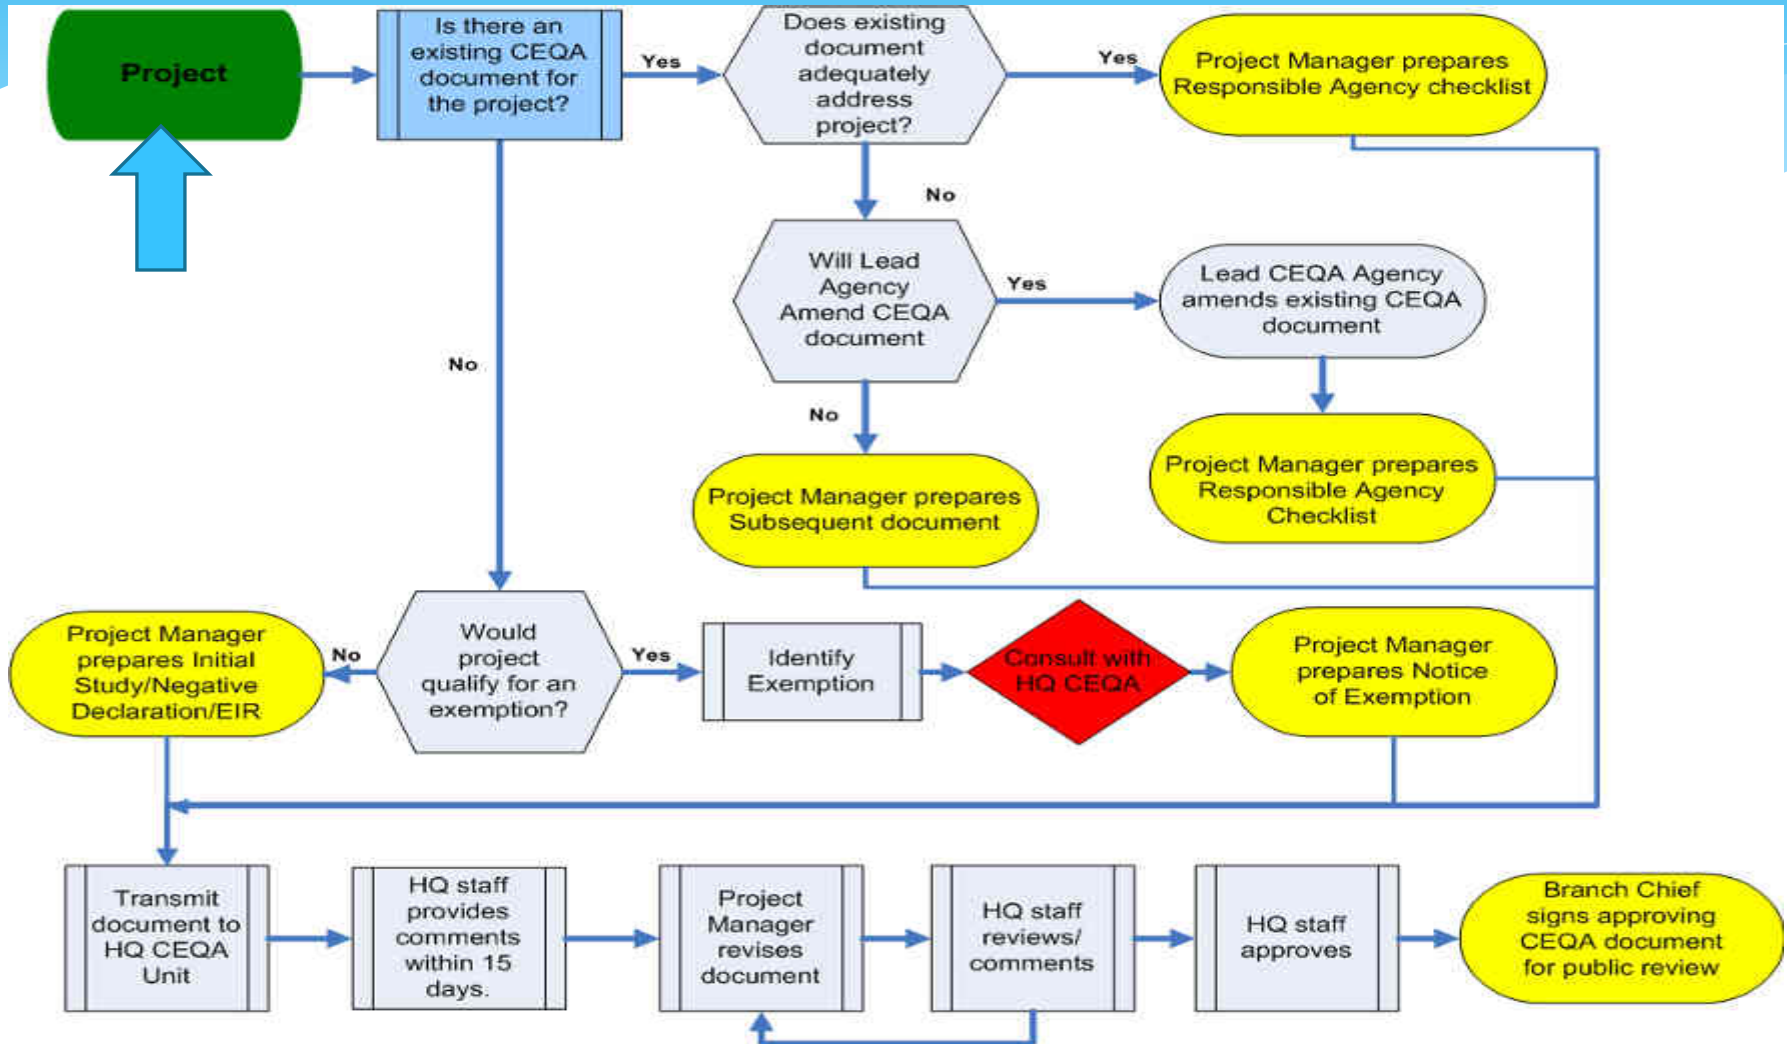 Project
Is there an
existing CEQA
document for
the project?
Yes
Does existing
document
adequately
address
project?
Yes
Project Manager prepares
Responsible Agency checklist
No
No
Will Lead
Agency
Amend CEQA
document
Yes
Lead CEQA Agency
amends existing CEQA
document
No
Project Manager prepares
Subsequent document
Project Manager prepares
Responsible Agency
Checklist
Project Manager
prepares Initial
Study/Negative
Declaration/EIR
No
Would
project
qualify for an
exemption?
Yes
Identify
Exemption
Consult with
HQ CEQA
Project Manager
prepares Notice
of Exemption
Transmit
document to
HQ CEQA
Unit
HQ staff
provides
comments
within 15
days.
Project
Manager
revises
document
HQ staff
reviews/
comments
HQ staff
approves
Branch Chief
signs approving
CEQA document
for public review